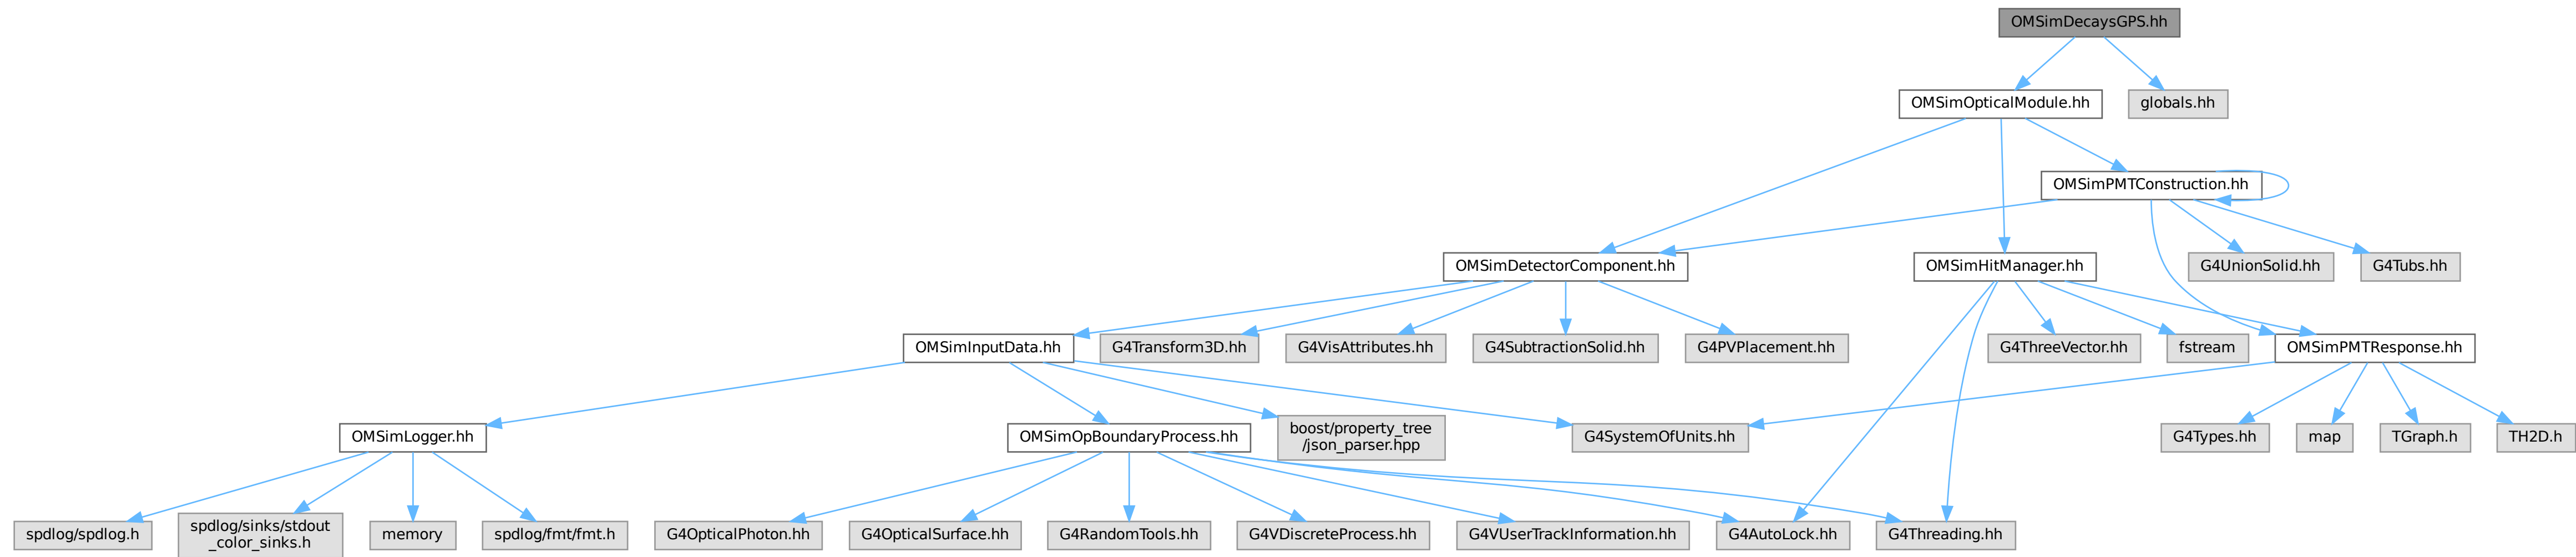 OMSimDecaysGPS.hh
OMSimOpticalModule.hh
globals.hh
OMSimPMTConstruction.hh
OMSimDetectorComponent.hh
OMSimHitManager.hh
G4UnionSolid.hh
G4Tubs.hh
OMSimInputData.hh
G4Transform3D.hh
G4VisAttributes.hh
G4SubtractionSolid.hh
G4PVPlacement.hh
G4ThreeVector.hh
fstream
OMSimPMTResponse.hh
OMSimLogger.hh
OMSimOpBoundaryProcess.hh
boost/property_tree
/json_parser.hpp
G4SystemOfUnits.hh
G4Types.hh
map
TGraph.h
TH2D.h
spdlog/spdlog.h
spdlog/sinks/stdout
_color_sinks.h
memory
spdlog/fmt/fmt.h
G4OpticalPhoton.hh
G4OpticalSurface.hh
G4RandomTools.hh
G4VDiscreteProcess.hh
G4VUserTrackInformation.hh
G4AutoLock.hh
G4Threading.hh